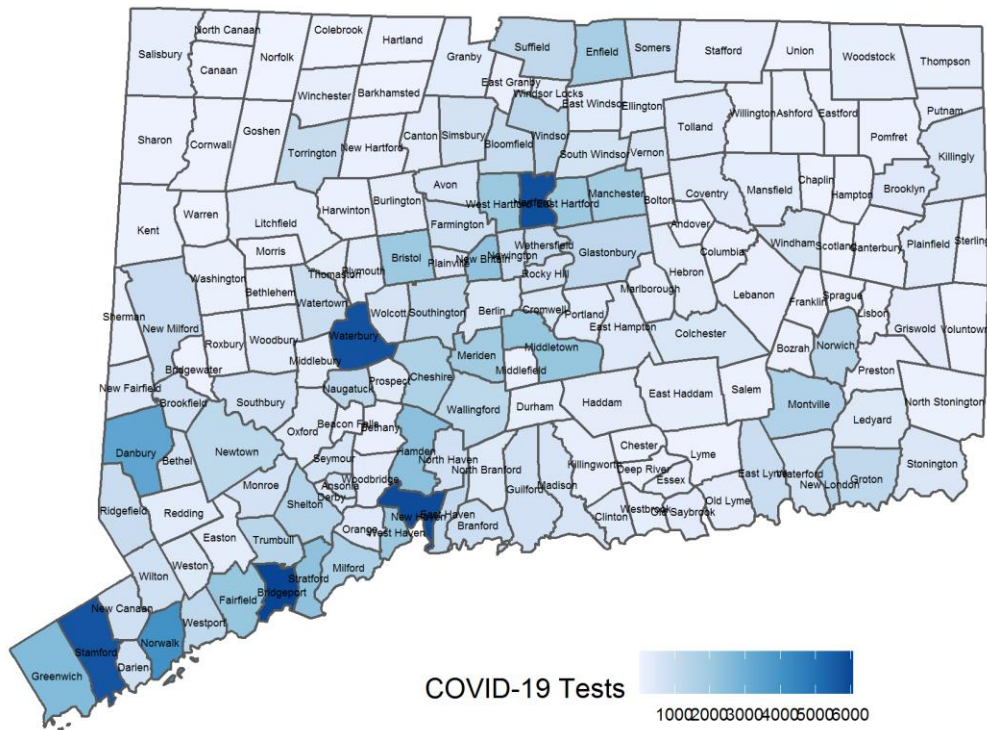 North Canaan
Colebrook
Hartland
Suffield
Enfield
Somers
Stafford
Union
Woodstock
Thompson
Salisbury
Canaan
Norfolk
Granby
East Granby
Windsor Locks
Winchester
Barkhamsted
East Windsor
Ellington
Willington
Ashford
Eastford
Putnam
Pomfret
Sharon
Cornwall
Goshen
Torrington
New Hartford
Canton
Simsbury
Bloomfield
Windsor
South Windsor
Vernon
Tolland
Killingly
Avon
West Hartford
East Hartford
Manchester
Bolton
Coventry
Mansfield
Chaplin
Hampton
Brooklyn
Kent
Warren
Litchfield
Harwinton
Burlington
Farmington
Andover
Morris
Bristol
Plainville
New Britain
Newington
Wethersfield
Glastonbury
Columbia
Windham
Scotland
Canterbury
Plainfield
Sterling
Washington
Bethlehem
Thomaston
Plymouth
Rocky Hill
Hebron
Marlborough
Lebanon
Franklin
Sprague
Lisbon
Sherman
New Milford
Watertown
Wolcott
Southington
Berlin
Cromwell
Portland
East Hampton
Colchester
Griswold
Voluntown
Roxbury
Woodbury
Waterbury
Middlebury
Meriden
Middletown
Middlefield
Bozrah
Norwich
Preston
Bridgewater
New Fairfield
Brookfield
Southbury
Naugatuck
Prospect
Cheshire
Wallingford
Durham
Haddam
East Haddam
Salem
Montville
Ledyard
North Stonington
Danbury
Bethel
Newtown
Oxford
Beacon Falls
Bethany
Hamden
North Haven
North Branford
Seymour
Woodbridge
Killingworth
Chester
Deep River
Essex
Lyme
East Lyme
Waterford
New London
Groton
Stonington
Ridgefield
Redding
Monroe
Shelton
Ansonia
Derby
Orange
New Haven
West Haven
East Haven
Branford
Guilford
Madison
Clinton
Westbrook
Old Saybrook
Old Lyme
Easton
Trumbull
Wilton
Weston
Milford
Stratford
Fairfield
Bridgeport
New Canaan
Westport
Norwalk
Stamford
Darien
Greenwich
COVID-19 Tests
1000 2000 3000 4000 5000 6000